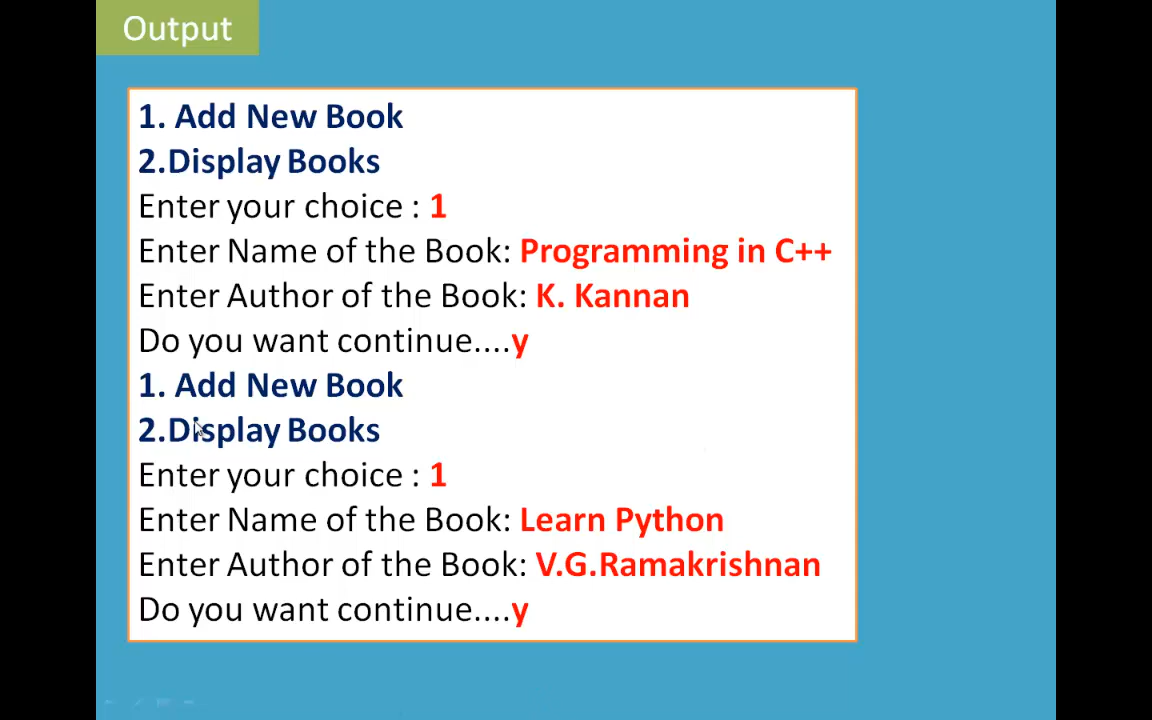 Output
1. Add New Book
2.Display Books
Enter your choice : 1
Enter Name of the Book: Programming in C++
Enter Author of the Book: K. Kannan
Do you want continue....y
1. Add New Book
2.Display Books
Enter your choice : 1
Enter Name of the Book: Learn Python
Enter Author of the Book: V.G.Ramakrishnan
Do you want continue....y